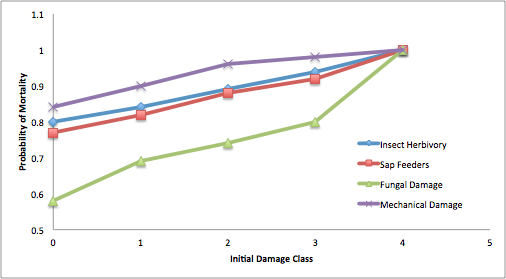 1.1
1
0.9
0.8
0.7
0.6
0.5
Probability of Mortality
0
1
2
3
4
5
Initial Damage Class
Insect Herbivory
Sap Feeders
Fungal Damage
Mechanical Damage